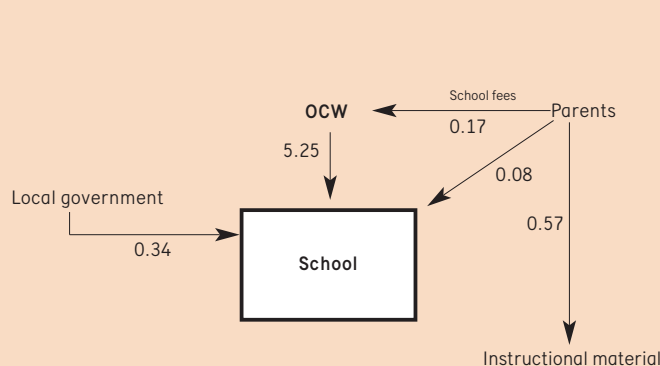 School fees
OCW
Parents
0.17
5.25
0.08
Local government
0.57
0.34
School
Instructional material